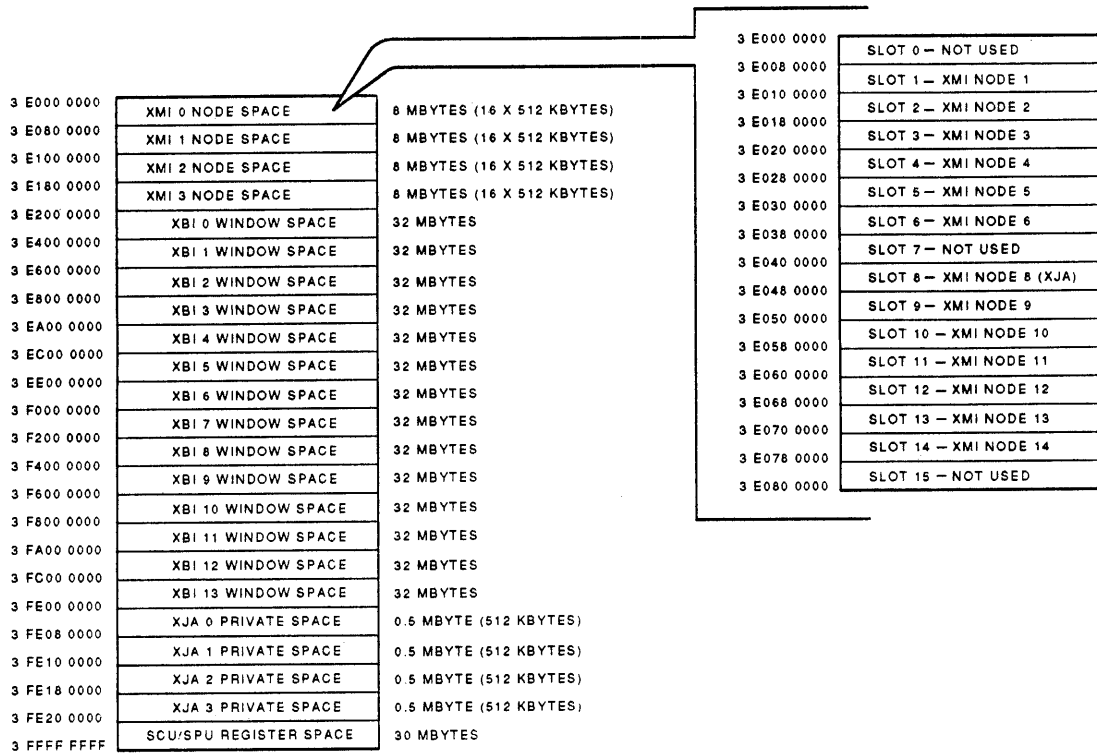 3 E000 0000
XMI 0 NODE SPACE 8 MBYTES (16 X 512 KBYTES)
3 E080 0000
XMI 1 NODE SPACE 8 MBYTES (16 X 512 KBYTES)
3 E100 0000
XMI 2 NODE SPACE 8 MBYTES (16 X 512 KBYTES)
3 E180 0000
XMI 3 NODE SPACE 8 MBYTES (16 X 512 KBYTES)
3 E200 0000
XBI 0 WINDOW SPACE 32 MBYTES
3 E400 0000
XBI 1 WINDOW SPACE 32 MBYTES
3 E600 0000
XBI 2 WINDOW SPACE 32 MBYTES
3 E800 0000
XBI 3 WINDOW SPACE 32 MBYTES
3 EA00 0000
XBI 4 WINDOW SPACE 32 MBYTES
3 EC00 0000
XBI 5 WINDOW SPACE 32 MBYTES
3 EE00 0000
XBI 6 WINDOW SPACE 32 MBYTES
3 F000 0000
XBI 7 WINDOW SPACE 32 MBYTES
3 F200 0000
XBI 8 WINDOW SPACE 32 MBYTES
3 F400 0000
XBI 9 WINDOW SPACE 32 MBYTES
3 F600 0000
XBI 10 WINDOW SPACE 32 MBYTES
3 F800 0000
XBI 11 WINDOW SPACE 32 MBYTES
3 FA00 0000
XBI 12 WINDOW SPACE 32 MBYTES
3 FC00 0000
XBI 13 WINDOW SPACE 32 MBYTES
3 FE00 0000
XJA 0 PRIVATE SPACE 0.5 MBYTE (512 KBYTES)
3 FE08 0000
XJA 1 PRIVATE SPACE 0.5 MBYTE (512 KBYTES)
3 FE10 0000
XJA 2 PRIVATE SPACE 0.5 MBYTE (512 KBYTES)
3 FE18 0000
XJA 3 PRIVATE SPACE 0.5 MBYTE (512 KBYTES)
3 FE20 0000
SCU/SPU REGISTER SPACE 30 MBYTES
3 FFFF FFFF
3 E000 0000
SLOT 0 — NOT USED
3 E008 0000
SLOT 1 — XMI NODE 1
3 E010 0000
SLOT 2 — XMI NODE 2
3 E018 0000
SLOT 3 — XMI NODE 3
3 E020 0000
SLOT 4 — XMI NODE 4
3 E028 0000
SLOT 5 — XMI NODE 5
3 E030 0000
SLOT 6 — XMI NODE 6
3 E038 0000
SLOT 7 — NOT USED
3 E040 0000
SLOT 8 — XMI NODE 8 (XJA)
3 E048 0000
SLOT 9 — XMI NODE 9
3 E050 0000
SLOT 10 — XMI NODE 10
3 E058 0000
SLOT 11 — XMI NODE 11
3 E060 0000
SLOT 12 — XMI NODE 12
3 E068 0000
SLOT 13 — XMI NODE 13
3 E070 0000
SLOT 14 — XMI NODE 14
3 E078 0000
SLOT 15 — NOT USED
3 E080 0000